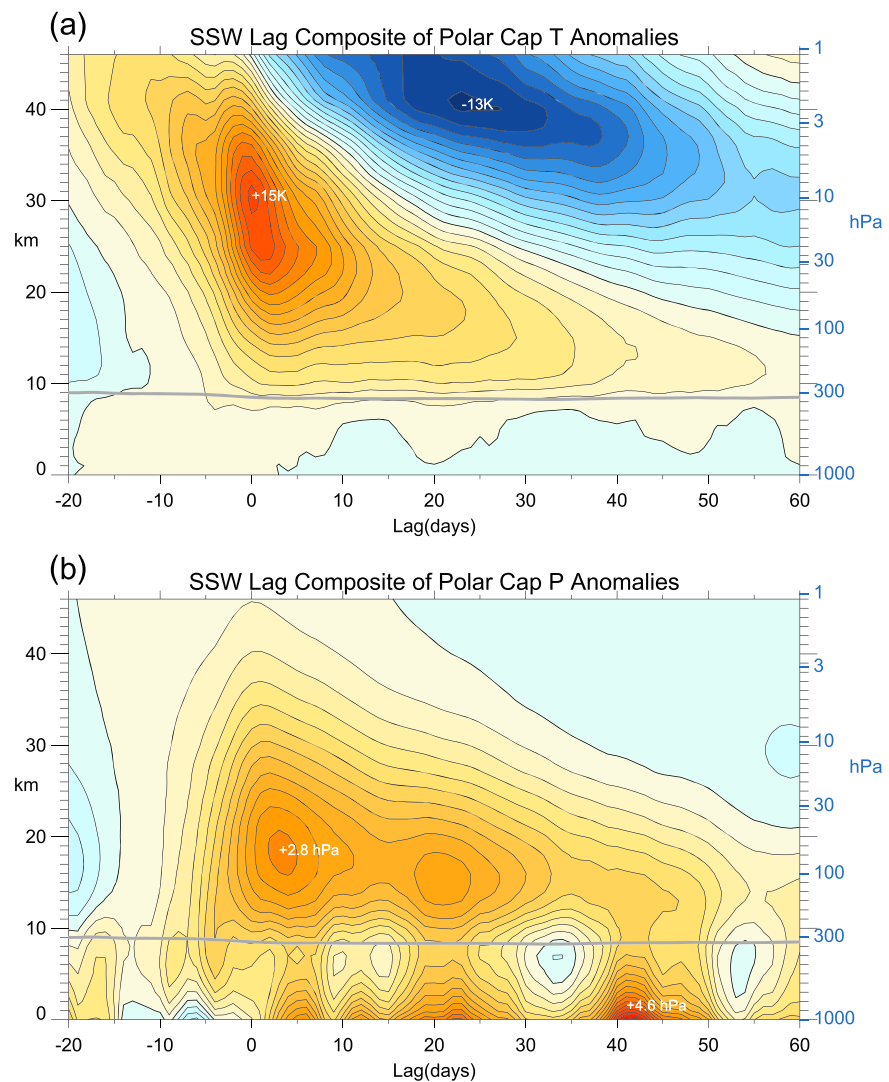 (a)
SSW Lag Composite of Polar Cap T Anomalies
1
40
-13K
3
30
+15K
10
km
hPa
30
20
100
10
300
0
1000
-20 -10 0 10 20 30 40 50 60
Lag(days)
(b)
SSW Lag Composite of Polar Cap P Anomalies
1
40
3
30
10
km
hPa
30
20
+2.8 hPa
100
10
300
+4.6 hPa
0
1000
-20 -10 0 10 20 30 40 50 60
Lag(days)